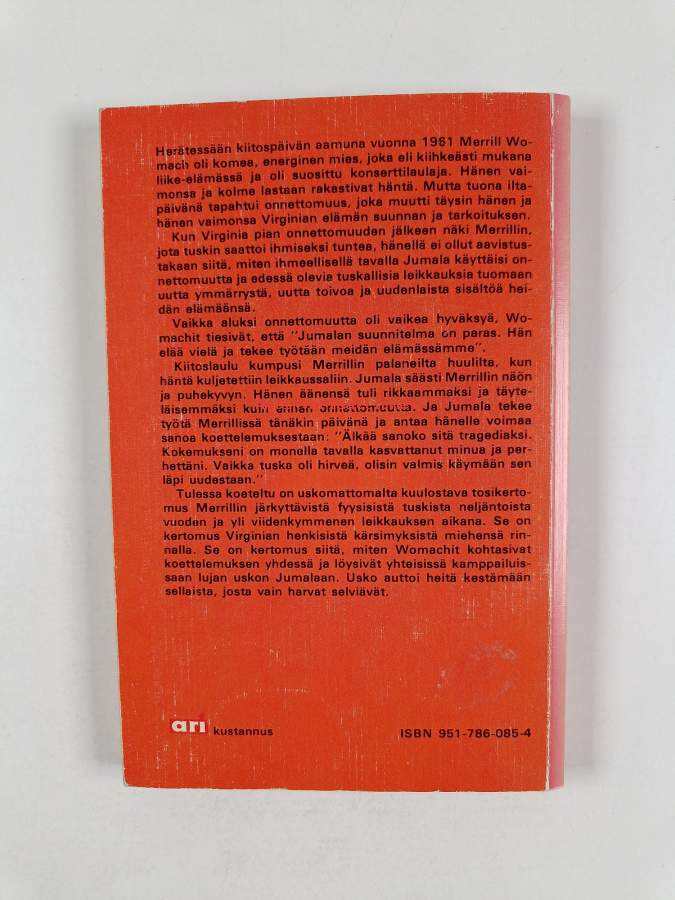 Herätessään kiitospäivän aamuna vuonna 1961 Merrill Wo-
mach oli komea, energinen mies, joka eli kiihkeästi mukana
liike-elämässä ja oli suosittu konserttilaulaja. Hänen vai-
monsa ja kolme lastaan rakastivat häntä. Mutta tuona ilta-
päivänä tapahtui onnettomuus, joka muutti täysin hänen ja
hänen vaimonsa Virginian elämän suunnan ja tarkoituksen.
Kun Virginia pian onnettomuuden jälkeen näki Merrillin,
jota tuskin saattoi ihmiseksi tuntea, hänellä ei ollut aavistus-
takaan siitä, miten ihmeellisellä tavalla Jumala käyttäisi on-
nettomuutta ja edessä olevia tuskallisia leikkauksia tuomaan
uutta ymmärrystä, uutta toivoa ja uudenlaista sisältöä hei-
dän elämäänsä.
Vaikka aluksi onnettomuutta oli vaikea hyväksyä, Wo-
machit tiesivät, että "Jumalan suunnitelma on paras. Hän
elää vielä ja tekee työtään meidän elämässämme".
Kiitoslaulu kumpusi Merrillin palaneilta huulilta, kun
häntä kuljetettiin leikkaussaliin. Jumala säästi Merrillin näön
ja puhekyvyn. Hänen äänensä tuli rikkaammaksi ja täyte-
läisemmäksi kuin ennen onnettomuutta. Ja Jumala tekee
työtä Merrillissä tänäkin päivänä ja antaa hänelle voimaa
sanoa koettelemuksestaan: "Älkää sanoko sitä tragediaksi.
Kokemukseni on monella tavalla kasvattanut minua ja per-
hettäni. Vaikka tuska oli hirveä, olisin valmis käymään sen
läpi uudestaan."
Tulessa koeteltu on uskomattomalta kuulostava tosikerto-
mus Merrillin järkyttävistä fyysisistä tuskista neljäntoista
vuoden ja yli viidenkymmenen leikkauksen aikana. Se on
kertomus Virginian henkisistä kärsimyksistä miehensä rin-
nalla. Se on kertomus siitä, miten Womachit kohtasivat
koettelemuksen yhdessä ja löysivät yhteisissä kamppailuis-
saan lujan uskon Jumalaan. Usko auttoi heitä kestämään
sellaista, josta vain harvat selviävät.
ari kustannus
ISBN 951-786-085-4